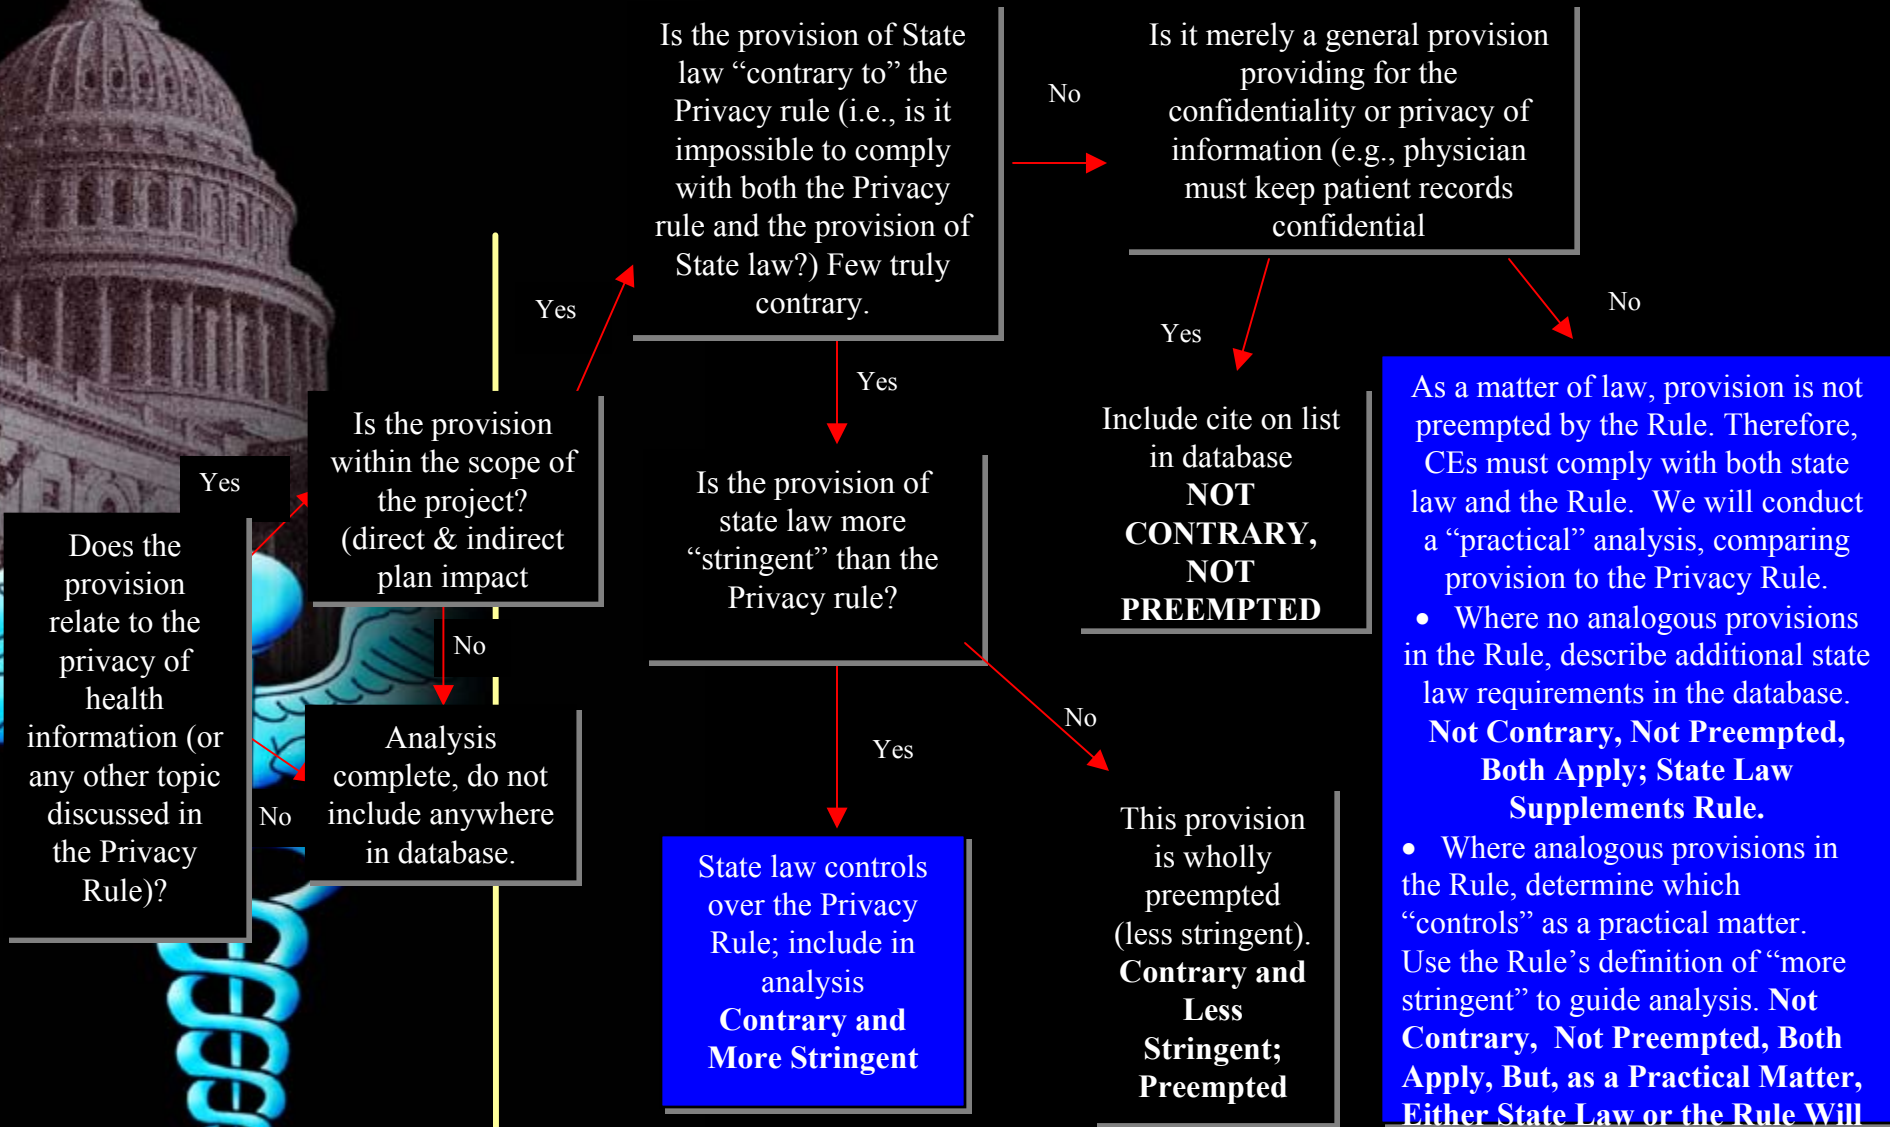 Does the
provision
relate to the
privacy of
health
information (or
any other topic
discussed in
the Privacy
Rule)?
Yes
No
Is the provision
within the scope of
the project?
(direct & indirect
plan impact
No
Analysis
complete, do not
include anywhere
in database.
Yes
Is the provision of State
law “contrary to” the
Privacy rule (i.e., is it
impossible to comply
with both the Privacy
rule and the provision of
State law?) Few truly
contrary.
Yes
Is the provision of
state law more
“stringent” than the
Privacy rule?
Yes
State law controls
over the Privacy
Rule; include in
analysis
Contrary and
More Stringent
No
This provision
is wholly
preempted
(less stringent).
Contrary and
Less
Stringent;
Preempted
No
Is it merely a general provision
providing for the
confidentiality or privacy of
information (e.g., physician
must keep patient records
confidential
Yes
Include cite on list
in database
NOT
CONTRARY,
NOT
PREEMPTED
No
As a matter of law, provision is not
preempted by the Rule. Therefore,
CEs must comply with both state
law and the Rule.  We will conduct
a “practical” analysis, comparing
provision to the Privacy Rule.
• Where no analogous provisions
in the Rule, describe additional state
law requirements in the database.
Not Contrary, Not Preempted,
Both Apply; State Law
Supplements Rule.
• Where analogous provisions in
the Rule, determine which
“controls” as a practical matter.
Use the Rule’s definition of “more
stringent” to guide analysis. Not
Contrary,  Not Preempted, Both
Apply, But, as a Practical Matter,
Either State Law or the Rule Will